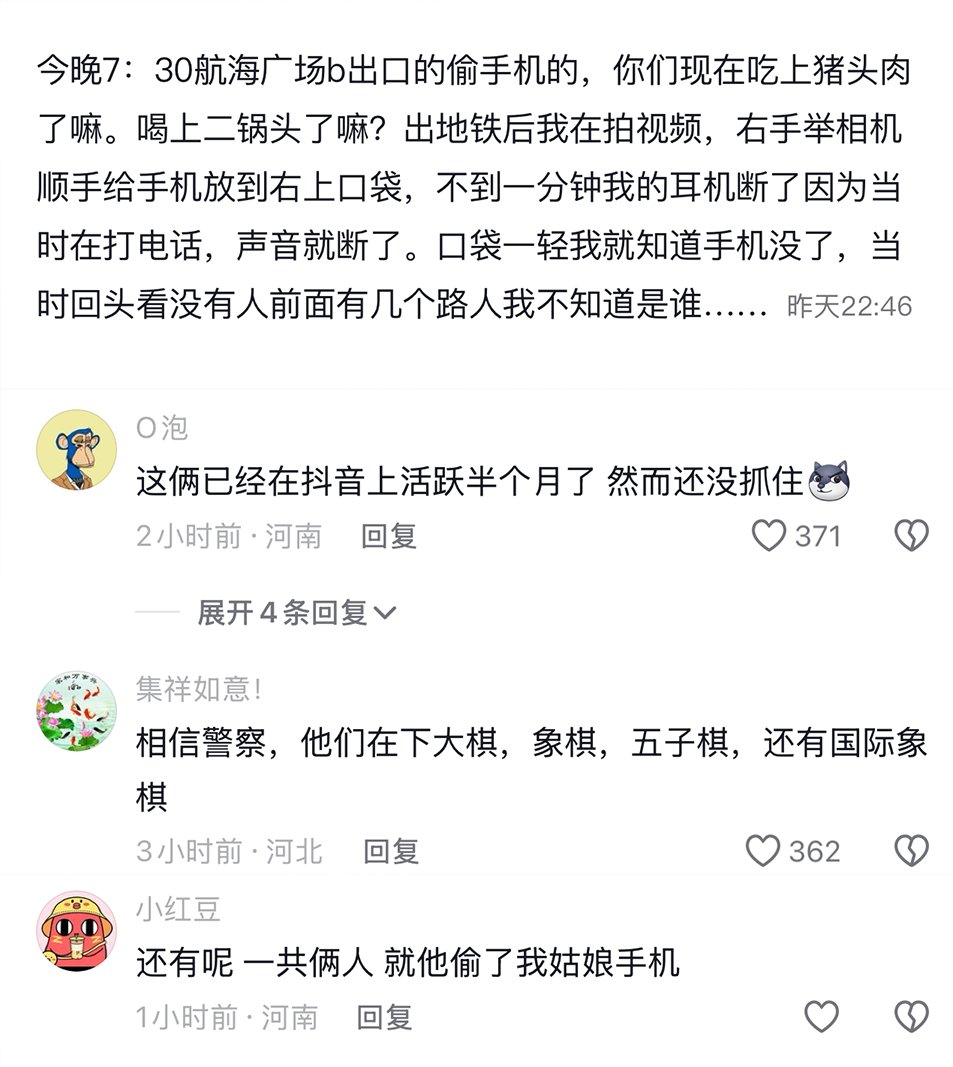 今晚7：30航海广场b出口的偷手机的，你们现在吃上猪头肉
了嘛。喝上二锅头了嘛？出地铁后我在拍视频，右手举相机
顺手给手机放到右上口袋，不到一分钟我的耳机断了因为当
时在打电话，声音就断了。口袋一轻我就知道手机没了，当
时回头看没有人前面有几个路人我不知道是谁…… 昨天22:46
O泡
这俩已经在抖音上活跃半个月了 然而还没抓住
2小时前·河南 回复 371
展开4条回复
家和万事兴
集祥如意！
相信警察，他们在下大棋，象棋，五子棋，还有国际象
棋
3小时前·河北 回复 362
小红豆
还有呢 一共俩人 就他偷了我姑娘手机
1小时前·河南 回复